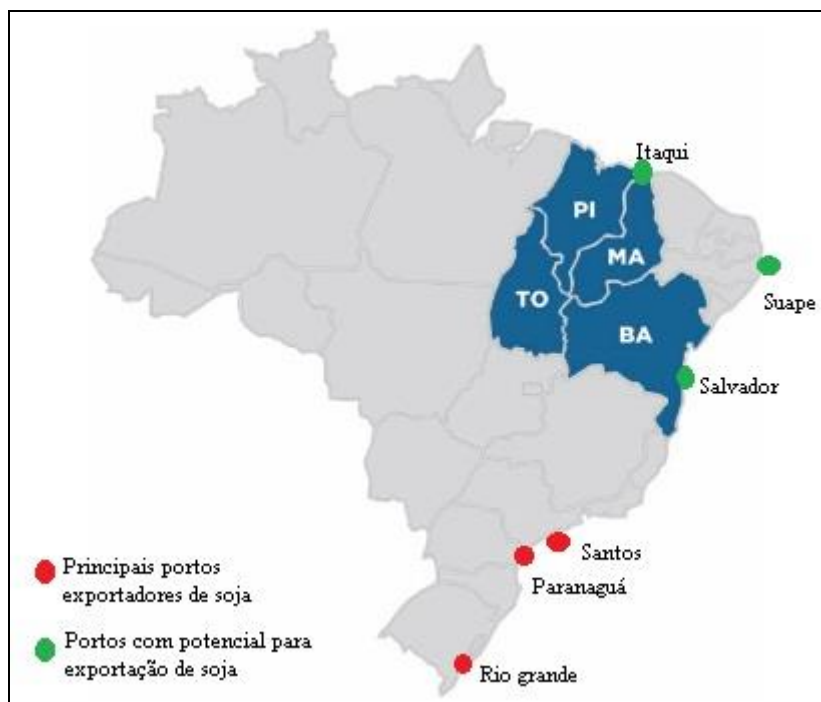 Itaqui
PI
MA
Suape
TO
BA
Salvador
Santos
Paranaguá
Rio grande
Principais portos
exportadores de soja
Portos com potencial para
exportação de soja